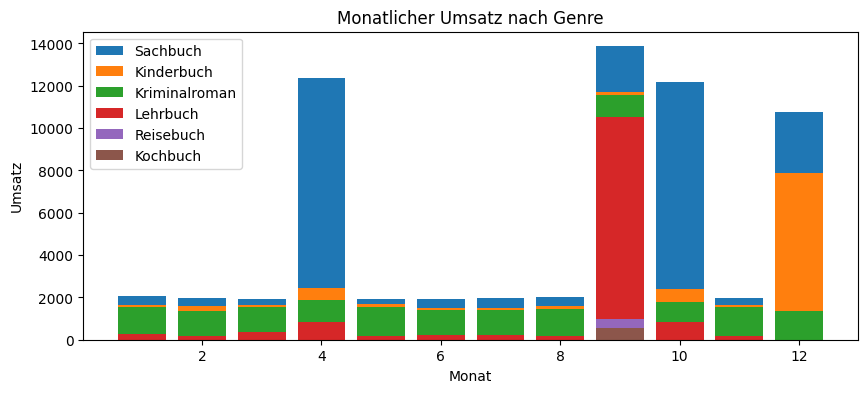 Monatlicher Umsatz nach Genre
Sachbuch
Kinderbuch
Kriminalroman
Lehrbuch
Reisebuch
Kochbuch
Umsatz
14000
12000
10000
8000
6000
4000
2000
0
2 4 6 8 10 12
Monat